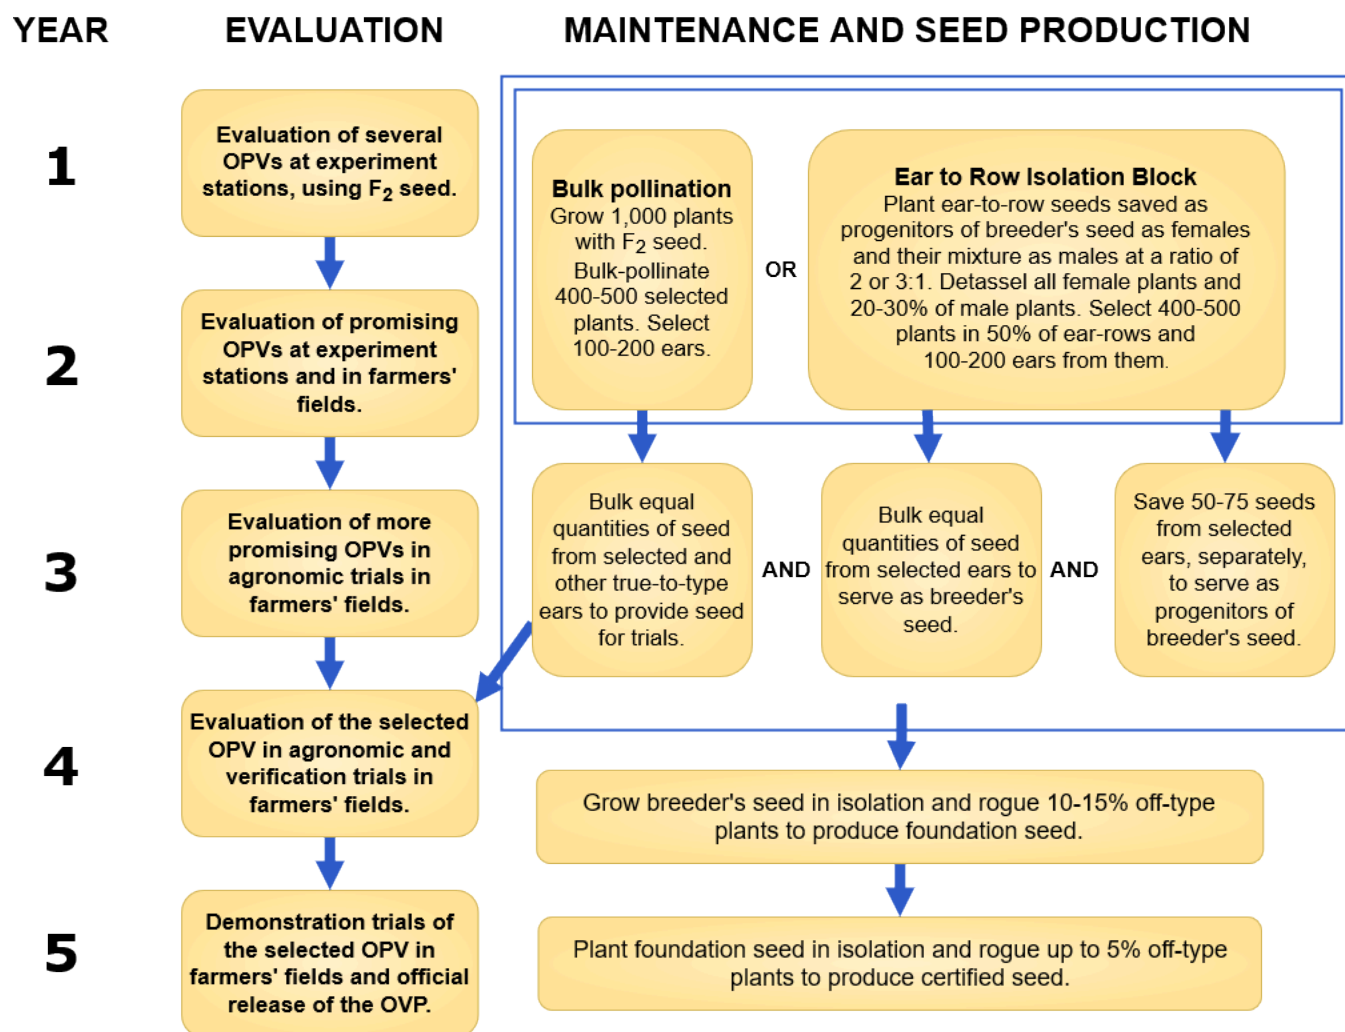 YEAR
EVALUATION
MAINTENANCE AND SEED PRODUCTION
1
Evaluation of several
OPVs at experiment
stations, using F₂ seed.
Bulk pollination
Grow 1,000 plants
with F₂ seed.
Bulk-pollinate
400-500 selected
plants. Select
100-200 ears.
OR
Ear to Row Isolation Block
Plant ear-to-row seeds saved as
progenitors of breeder's seed as females
and their mixture as males at a ratio of
2 or 3:1. Detassel all female plants and
20-30% of male plants. Select 400-500
plants in 50% of ear-rows and
100-200 ears from them.
2
Evaluation of promising
OPVs at experiment
stations and in farmers'
fields.
3
Evaluation of more
promising OPVs in
agronomic trials in
farmers' fields.
Bulk equal
quantities of seed
from selected and
other true-to-type
ears to provide seed
for trials.
AND
Bulk equal
quantities of seed
from selected ears to
serve as breeder's
seed.
AND
Save 50-75 seeds
from selected
ears, separately,
to serve as
progenitors of
breeder's seed.
4
Evaluation of the selected
OPV in agronomic and
verification trials in
farmers' fields.
Grow breeder's seed in isolation and rogue 10-15% off-type
plants to produce foundation seed.
5
Demonstration trials of
the selected OPV in
farmers' fields and official
release of the OVP.
Plant foundation seed in isolation and rogue up to 5% off-type
plants to produce certified seed.